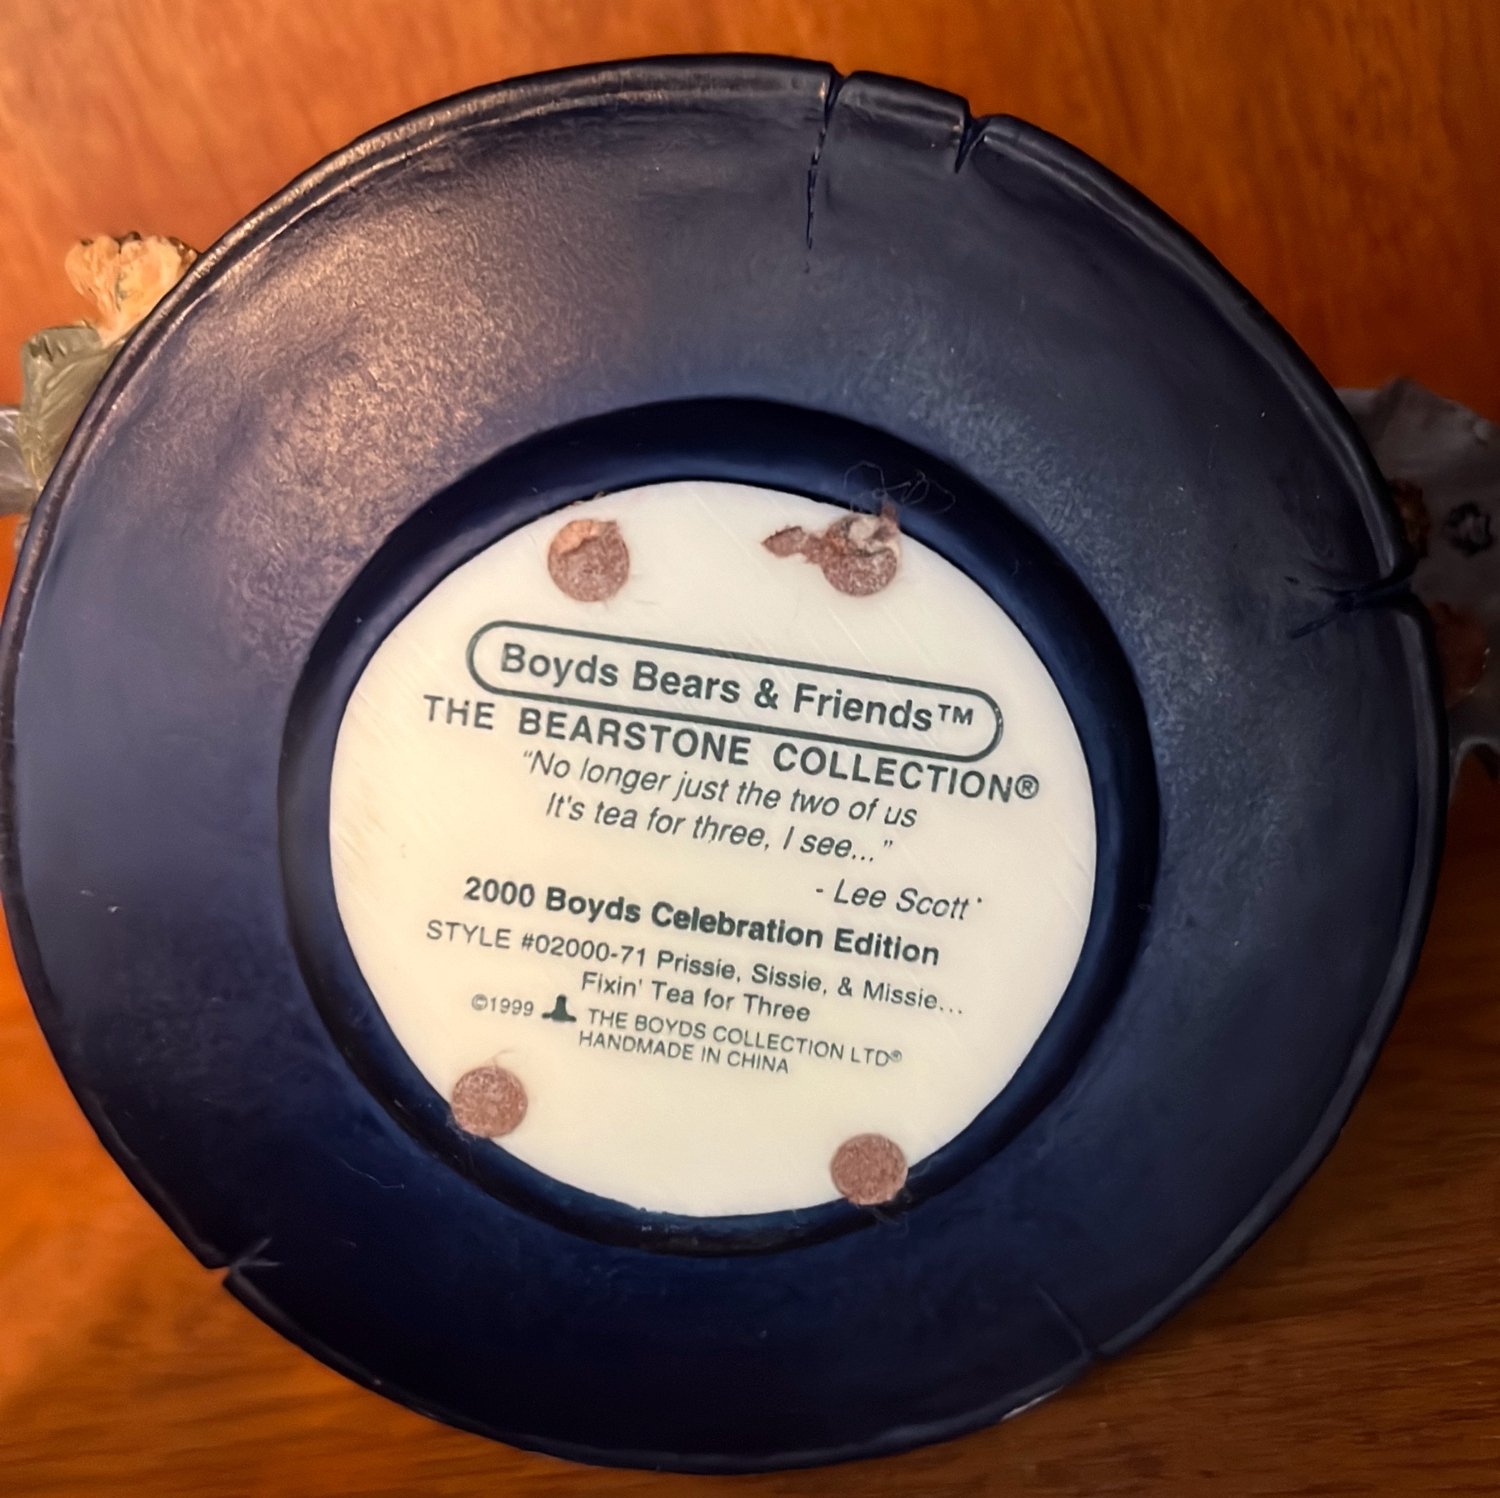 Boyds Bears & Friends™
THE BEARSTONE COLLECTION®
"No longer just the two of us
It's tea for three, I see..."
- Lee Scott
2000 Boyds Celebration Edition
STYLE #02000-71 Prissie, Sissie, & Missie...
Fixin' Tea for Three
©1999 THE BOYDS COLLECTION LTD®
HANDMADE IN CHINA